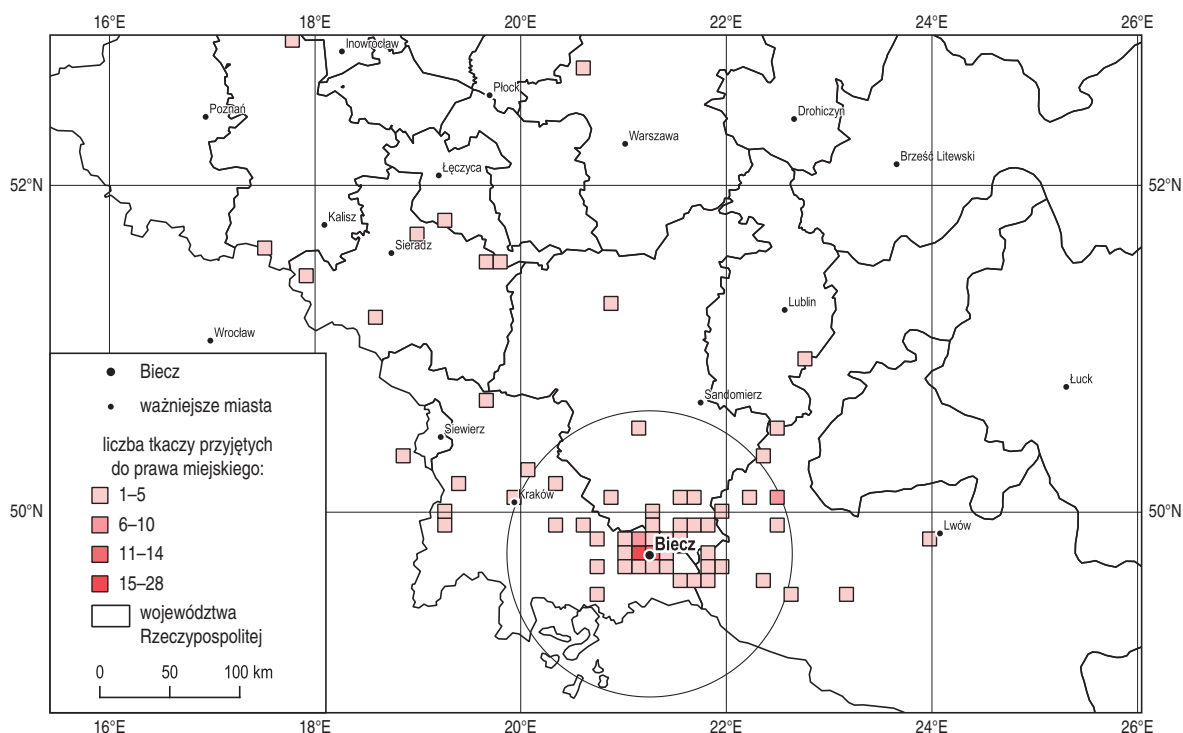 16°E 18°E 20°E 22°E 24°E 26°E
Inowrocław
Płock
Poznań
Drohiczyn
Warszawa
Brześć Litewski
Łęczyca
52°N 52°N
Kalisz
Sieradz
Lublin
Wrocław
Biecz
Łuck
Sandomierz
ważniejsze miasta
Siewierz
liczba tkaczy przyjętych
do prawa miejskiego:
1–5
Kraków
50°N 50°N
6–10
Lwów
Biecz
11–14
15–28
województwa
Rzeczypospolitej
0 50 100 km
16°E 18°E 20°E 22°E 24°E 26°E